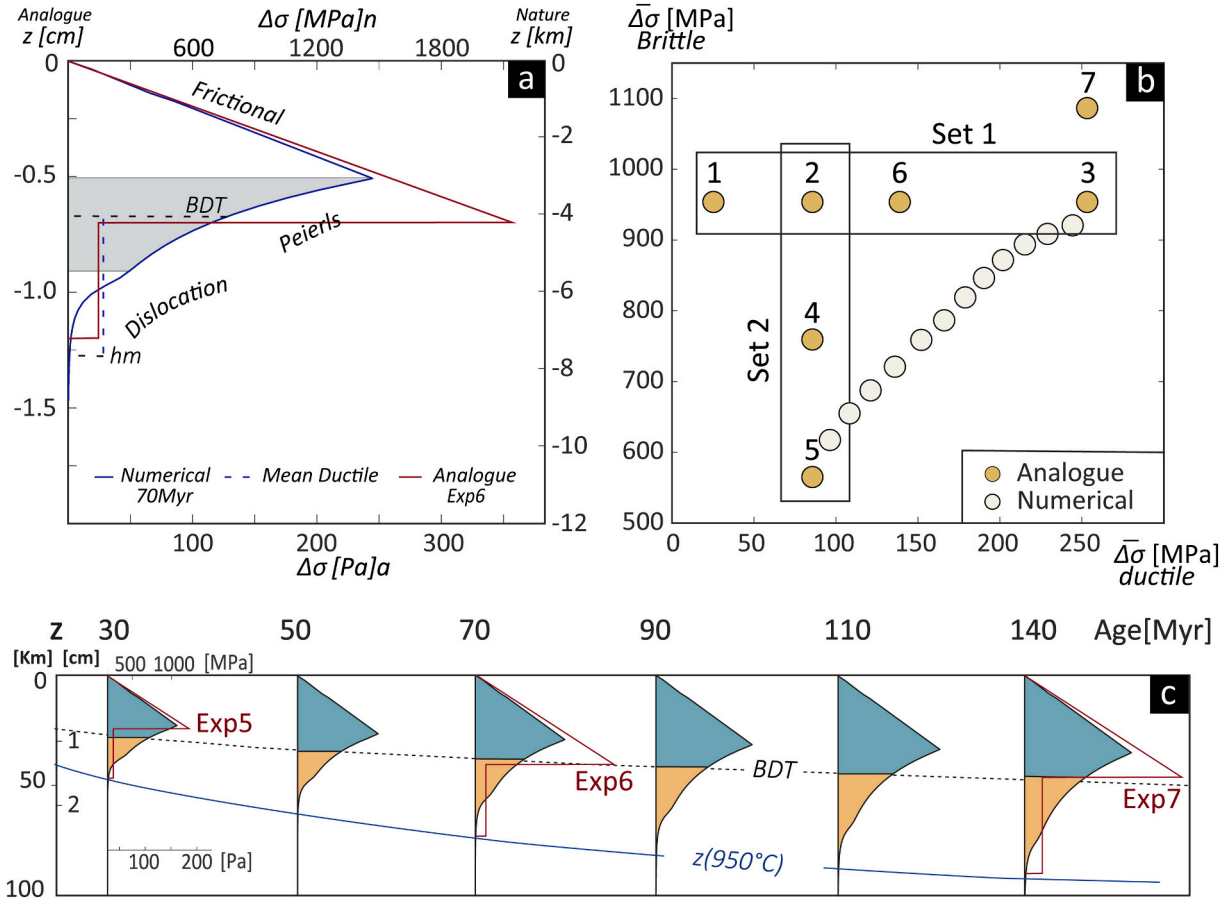 Analogue
z [cm]
Δσ [MPa]n
Nature
z [km]
600 1200 1800
0
-0.5
-1.0
-1.5
0
-2
-4
-6
-8
-10
-12
a
Frictional
BDT
Peierls
Dislocation
hm
Numerical
70Myr
Mean Ductile
Analogue
Exp6
100 200 300
Δσ [Pa]a
Δσ [MPa]
Brittle
b
1100
1000
900
800
700
600
500
7
Set 1
1 2 6 3
4
Set 2
5
Analogue
Numerical
0 50 100 150 200 250
Δσ [MPa]
ductile
z 30 50 70 90 110 140 Age[Myr]
[Km] [cm] 500 1000 [MPa]
0
c
1
50
2
100
Exp5
Exp6
BDT
Exp7
z(950°C)
100 200 [Pa]